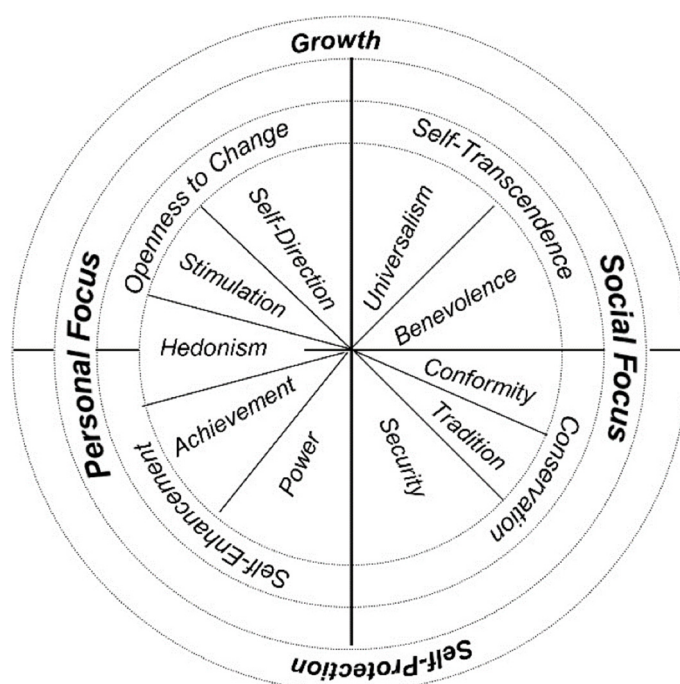 Growth
Openness to Change
Self-Transcendence
Self-Direction
Universalism
Stimulation
Benevolence
Personal Focus
Social Focus
Hedonism
Conformity
Achievement
Tradition
Power
Security
Self-Enhancement
Conservation
Self-Protection